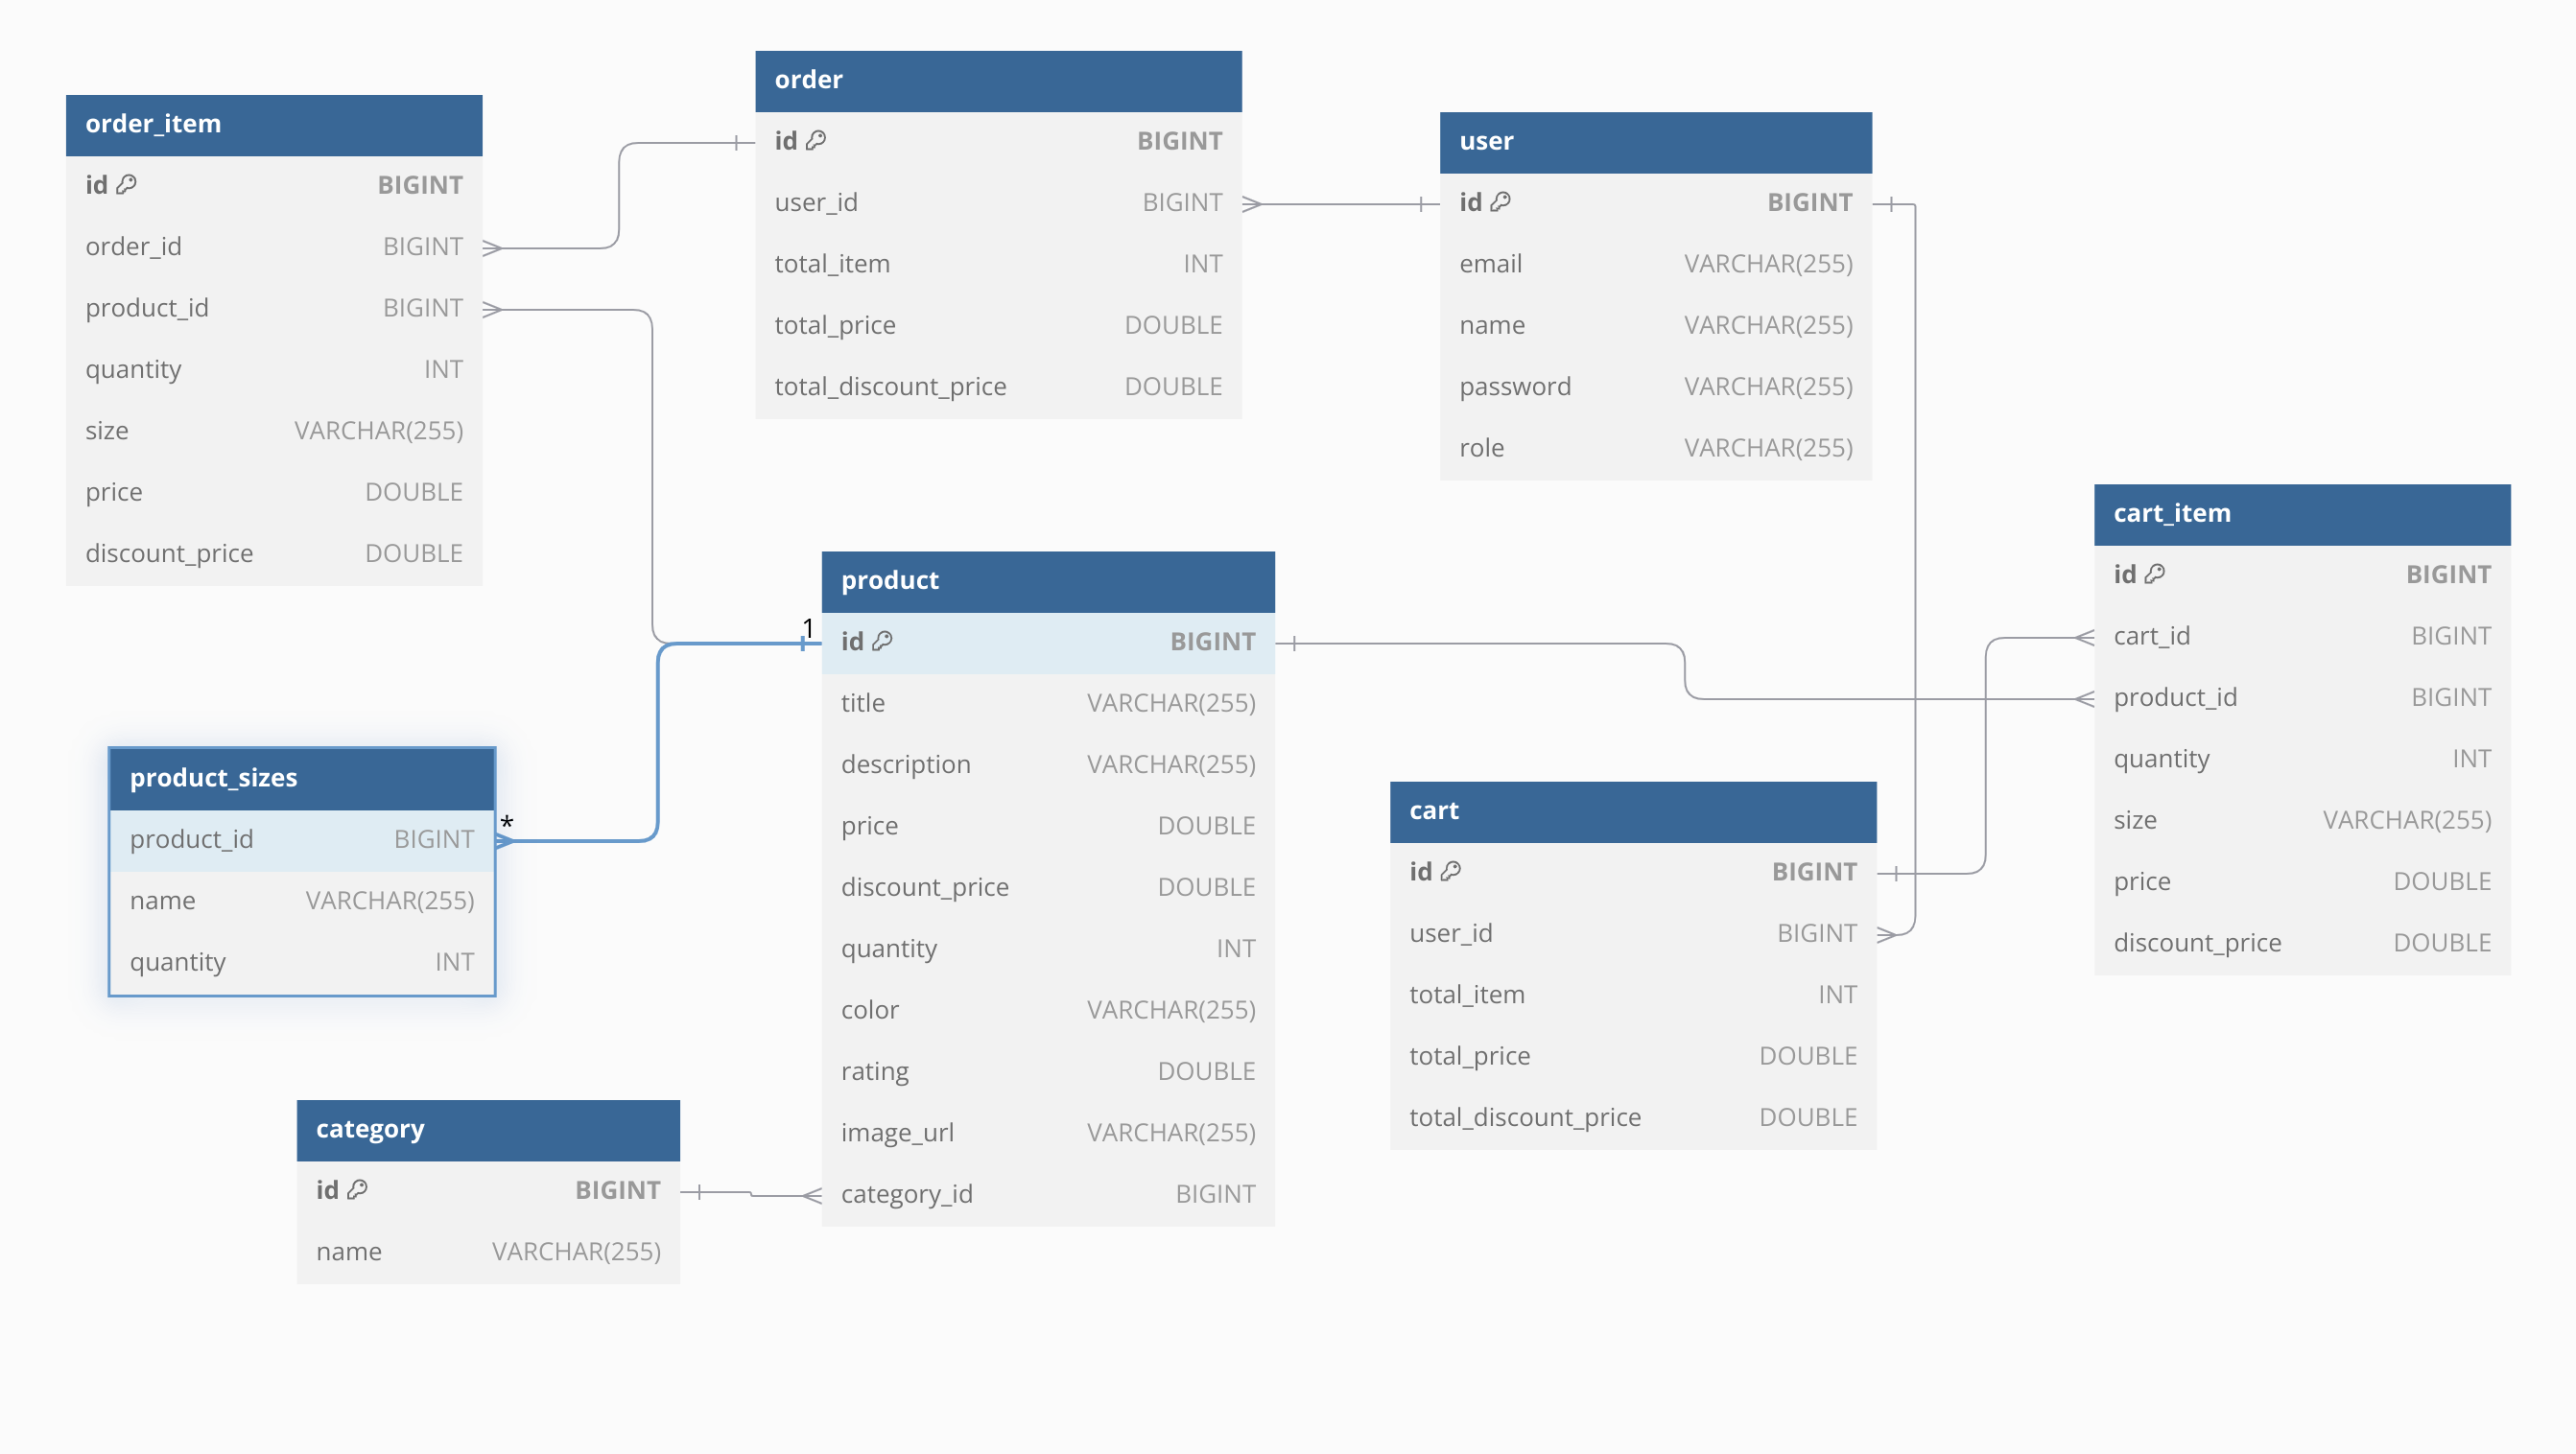 order_item
id BIGINT
order_id BIGINT
product_id BIGINT
quantity INT
size VARCHAR(255)
price DOUBLE
discount_price DOUBLE
order
id BIGINT
user_id BIGINT
total_item INT
total_price DOUBLE
total_discount_price DOUBLE
user
id BIGINT
email VARCHAR(255)
name VARCHAR(255)
password VARCHAR(255)
role VARCHAR(255)
cart_item
id BIGINT
cart_id BIGINT
product_id BIGINT
quantity INT
size VARCHAR(255)
price DOUBLE
discount_price DOUBLE
product
1
id BIGINT
title VARCHAR(255)
description VARCHAR(255)
price DOUBLE
discount_price DOUBLE
quantity INT
color VARCHAR(255)
rating DOUBLE
image_url VARCHAR(255)
category_id BIGINT
product_sizes
*
product_id BIGINT
name VARCHAR(255)
quantity INT
cart
id BIGINT
user_id BIGINT
total_item INT
total_price DOUBLE
total_discount_price DOUBLE
category
id BIGINT
name VARCHAR(255)